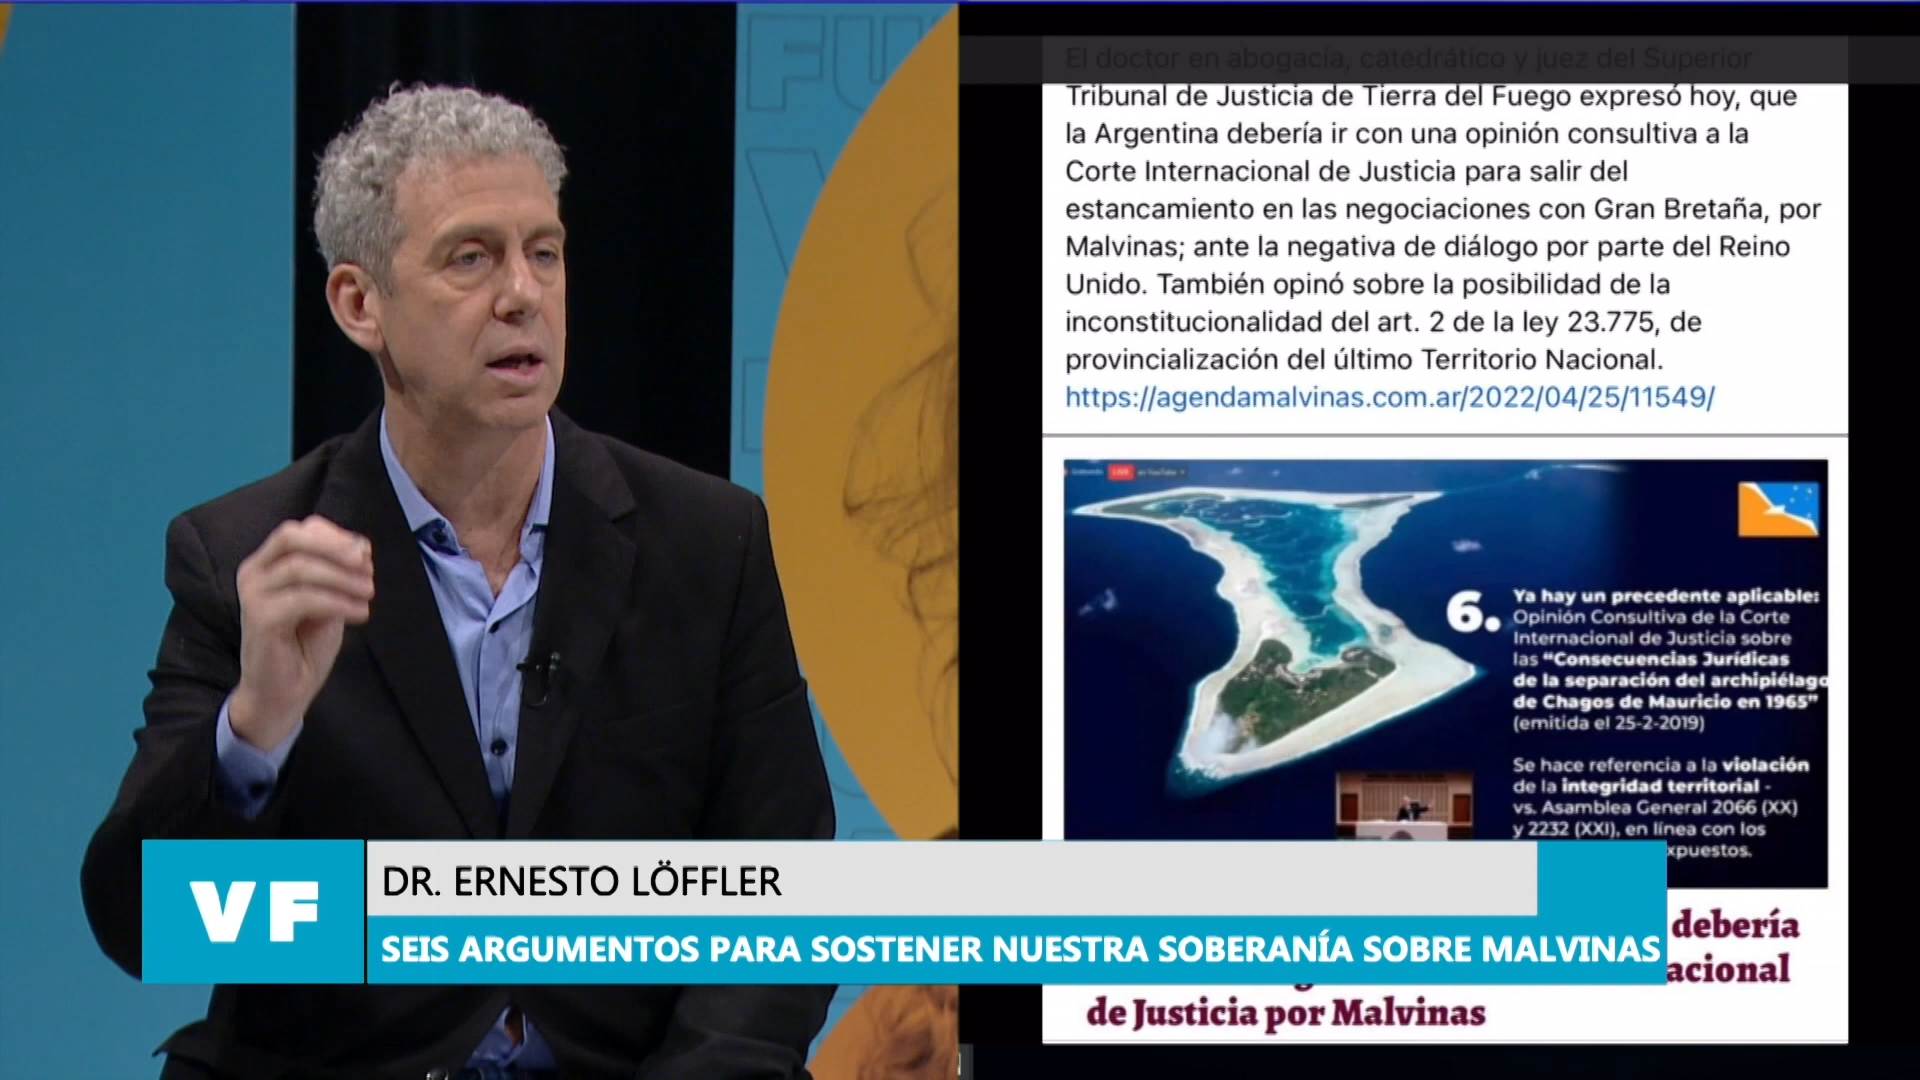 FU
El doctor en abogacía, catedrático y juez del Superior
Tribunal de Justicia de Tierra del Fuego expresó hoy, que
la Argentina debería ir con una opinión consultiva a la
Corte Internacional de Justicia para salir del
estancamiento en las negociaciones con Gran Bretaña, por
Malvinas; ante la negativa de diálogo por parte del Reino
Unido. También opinó sobre la posibilidad de la
inconstitucionalidad del art. 2 de la ley 23.775, de
provincialización del último Territorio Nacional.
https://agendamalvinas.com.ar/2022/04/25/11549/
LIVE en YouTube
6. Ya hay un precedente aplicable:
Opinión Consultiva de la Corte
Internacional de Justicia sobre
las “Consecuencias Jurídicas
de la separación del archipiélago
de Chagos de Mauricio en 1965”
(emitida el 25-2-2019)
Se hace referencia a la violación
de la integridad territorial -
vs. Asamblea General 2066 (XX)
y 2232 (XXI), en línea con los
xpuestos.
debería
acional
de Justicia por Malvinas
VF
DR. ERNESTO LÖFFLER
SEIS ARGUMENTOS PARA SOSTENER NUESTRA SOBERANÍA SOBRE MALVINAS